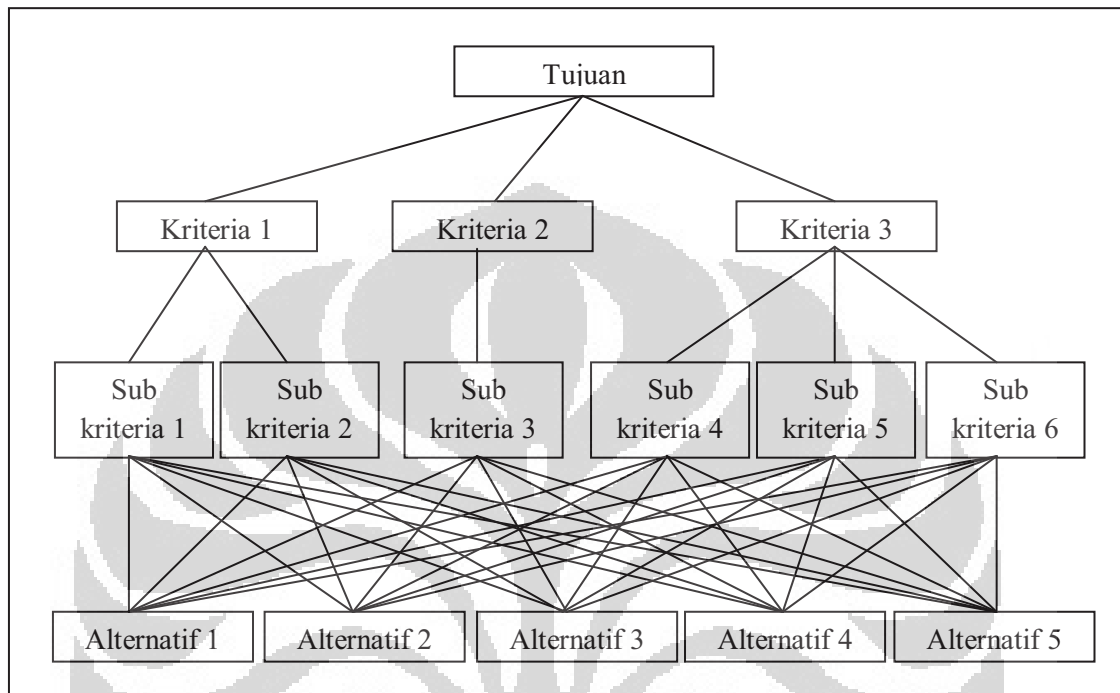 Tujuan
Kriteria 1
Kriteria 2
Kriteria 3
Sub
kriteria 1
Sub
kriteria 2
Sub
kriteria 3
Sub
kriteria 4
Sub
kriteria 5
Sub
kriteria 6
Alternatif 1
Alternatif 2
Alternatif 3
Alternatif 4
Alternatif 5